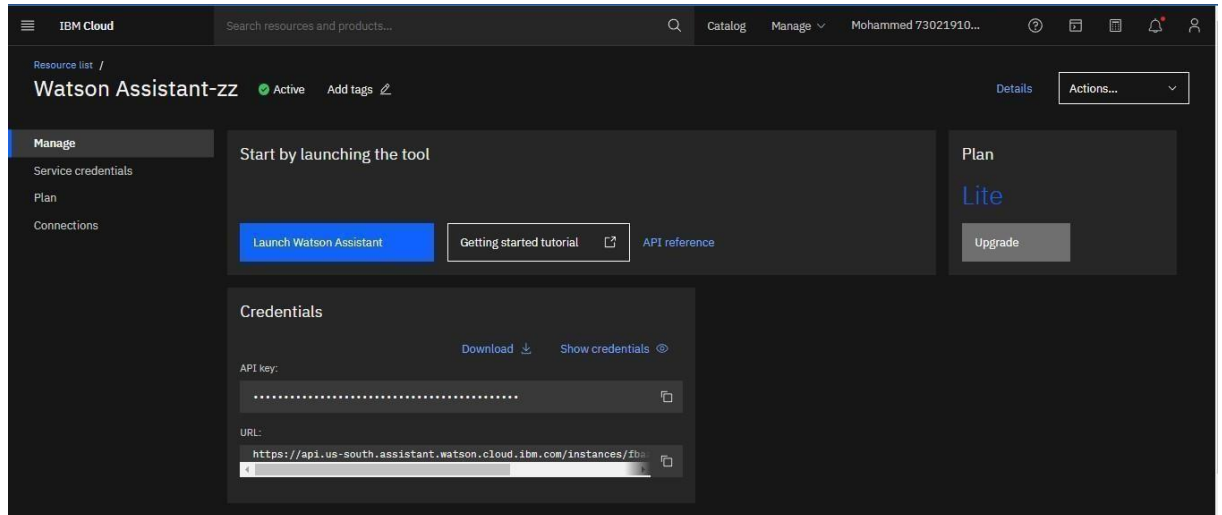 IBM Cloud
Search resources and products...
Catalog
Manage
Mohammed 73021910...
Resource list /
Watson Assistant-zz
Active
Add tags
Details
Actions...
Manage
Service credentials
Plan
Connections
Start by launching the tool
Launch Watson Assistant
Getting started tutorial
API reference
Plan
Lite
Upgrade
Credentials
Download
Show credentials
API key:
••••••••••••••••••••••••••••••••••••••••••••
URL:
https://api.us-south.assistant.watson.cloud.ibm.com/instances/fba